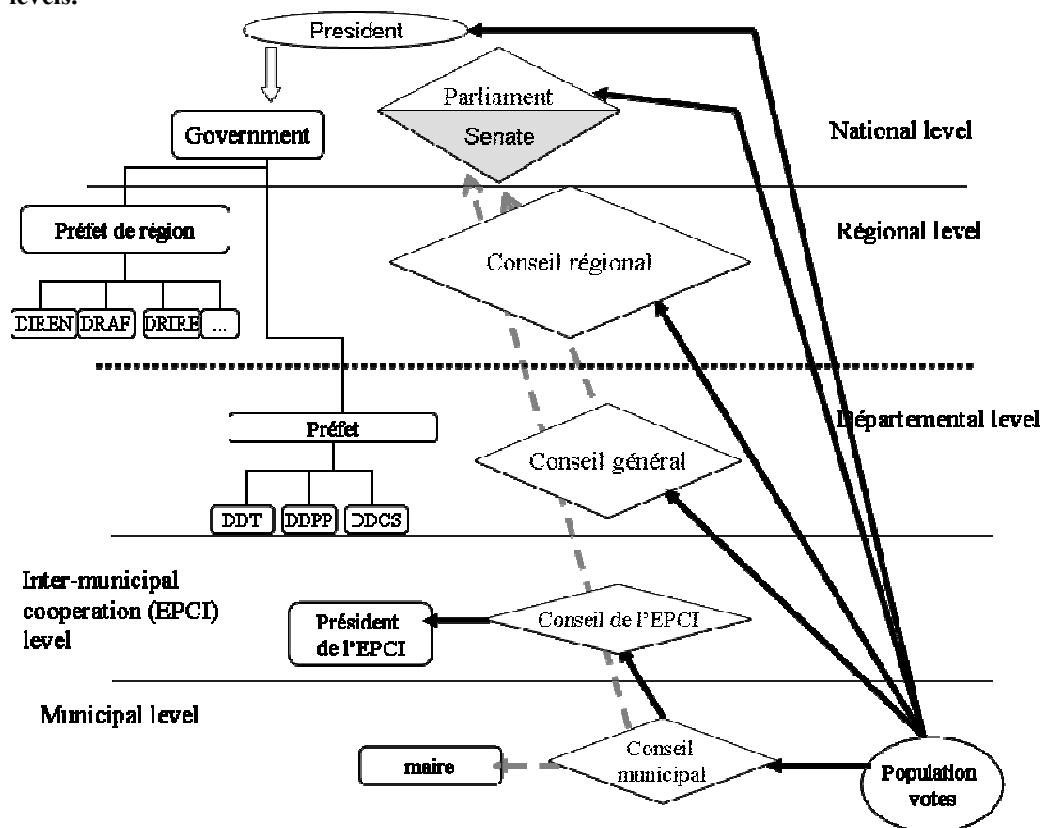 levels.
President
Parliament
Senate
Government
National level
Préfet de région
Régional level
Conseil régional
DIREN
DRAF
DRIRE
...
Départemental level
Préfet
Conseil général
DDT
DDPP
DDCS
Inter-municipal
cooperation (EPCI)
level
Président
de l'EPCI
Conseil de l'EPCI
Municipal level
maire
Conseil
municipal
Population
votes